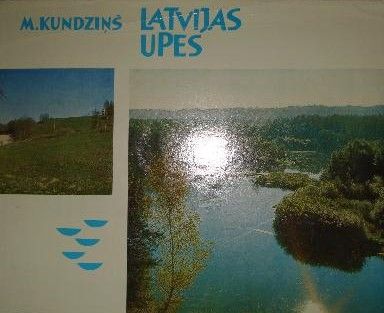 M. KUNDZIŅŠ
LATVIJAS
UPES